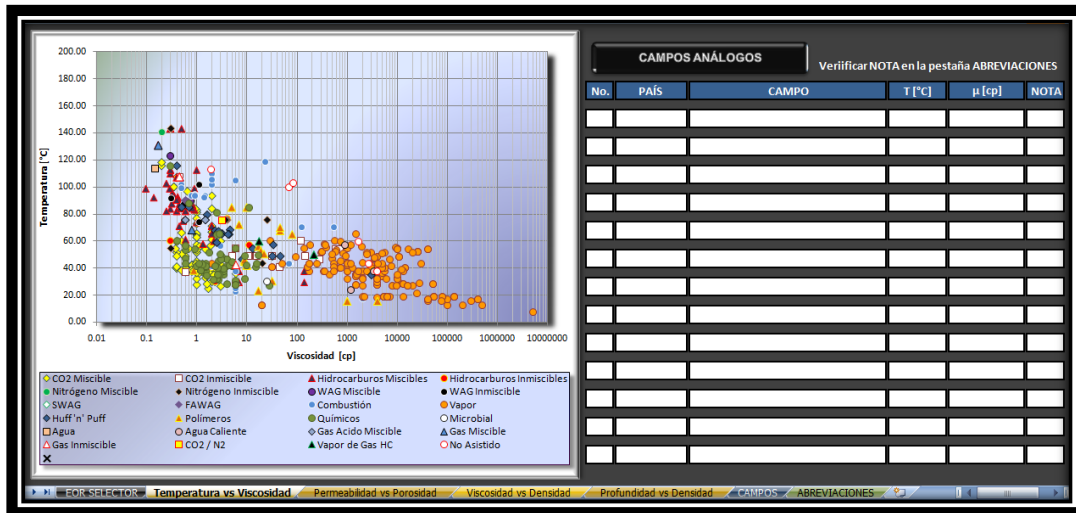 200.00
180.00
160.00
140.00
120.00
100.00
80.00
60.00
40.00
20.00
0.00
Temperatura [°C]
0.01 0.1 1 10 100 1000 10000 100000 1000000 10000000
Viscosidad [cp]
CO2 Miscible CO2 Inmiscible Hidrocarburos Miscibles Hidrocarburos Inmiscibles
Nitrógeno Miscible Nitrógeno Inmiscible WAG Miscible WAG Inmiscible
SWAG FAWAG Combustión Vapor
Huff 'n' Puff Polímeros Químicos Microbial
Agua Agua Caliente Gas Acido Miscible Gas Miscible
Gas Inmiscible CO2 / N2 Vapor de Gas HC No Asistido
CAMPOS ANÁLOGOS
Veriificar NOTA en la pestaña ABREVIACIONES
No. PAÍS CAMPO T [°C] µ [cp] NOTA
EOR SELECTOR Temperatura vs Viscosidad Permeabilidad vs Porosidad Viscosidad vs Densidad Profundidad vs Densidad CAMPOS ABREVIACIONES